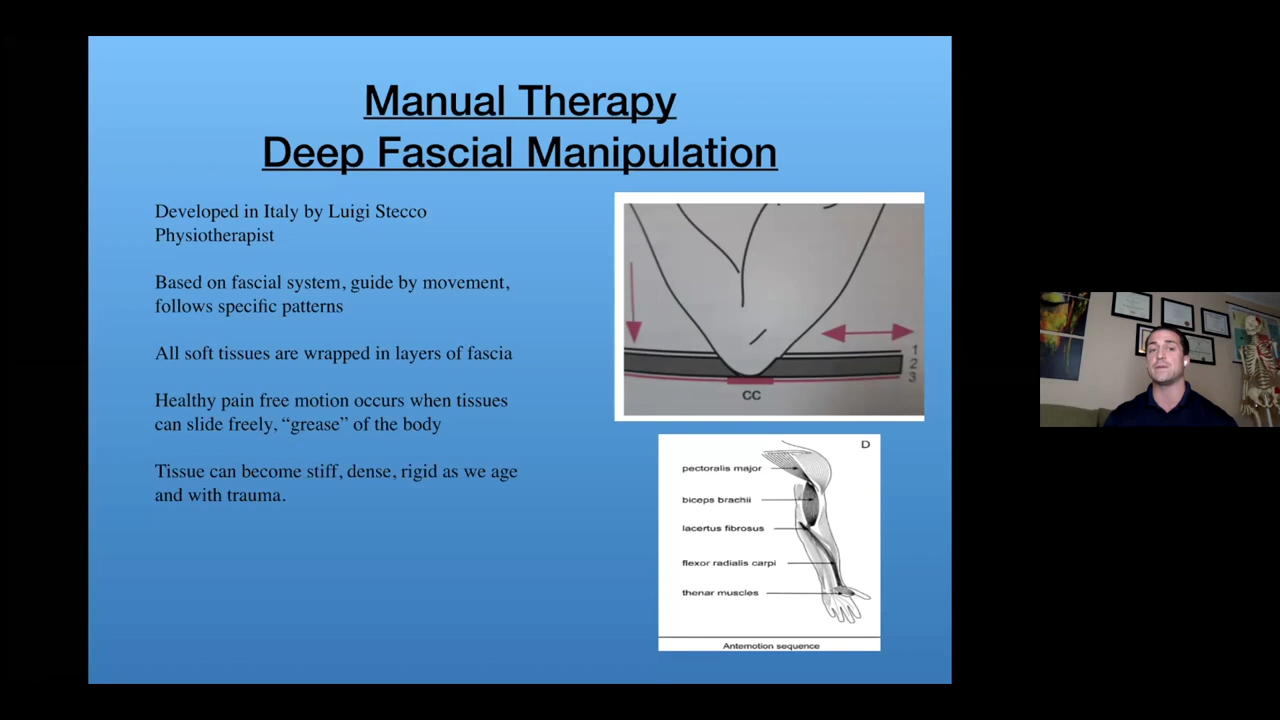 Manual Therapy
Deep Fascial Manipulation
Developed in Italy by Luigi Stecco
Physiotherapist
Based on fascial system, guide by movement,
follows specific patterns
All soft tissues are wrapped in layers of fascia
Healthy pain free motion occurs when tissues
can slide freely, “grease” of the body
Tissue can become stiff, dense, rigid as we age
and with trauma.
1
2
3
CC
D
pectoralis major
biceps brachii
lacertus fibrosus
flexor radialis carpi
thenar muscles
Antemotion sequence